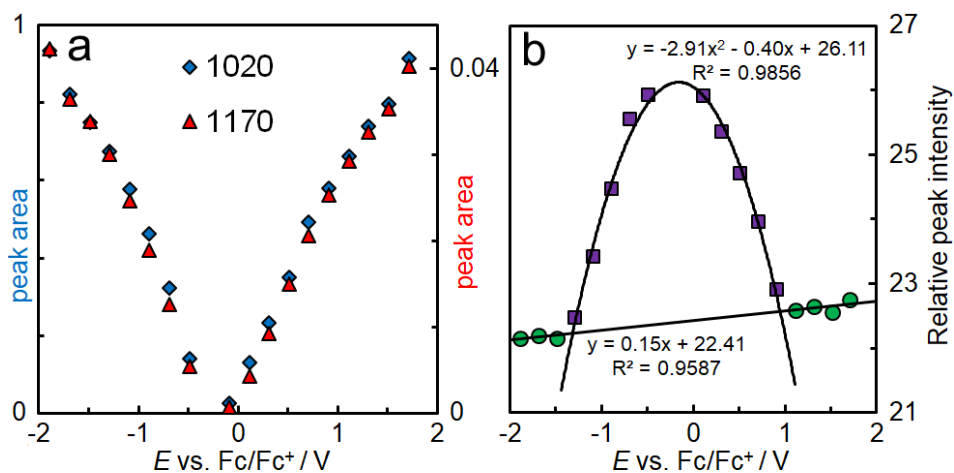 a
1020
1170
1
0
peak area
0.04
0
peak area
-2 -1 0 1 2
E vs. Fc/Fc⁺ / V
b
y = -2.91x² - 0.40x + 26.11
R² = 0.9856
y = 0.15x + 22.41
R² = 0.9587
27
25
23
21
Relative peak intensity
-2 -1 0 1 2
E vs. Fc/Fc⁺ / V